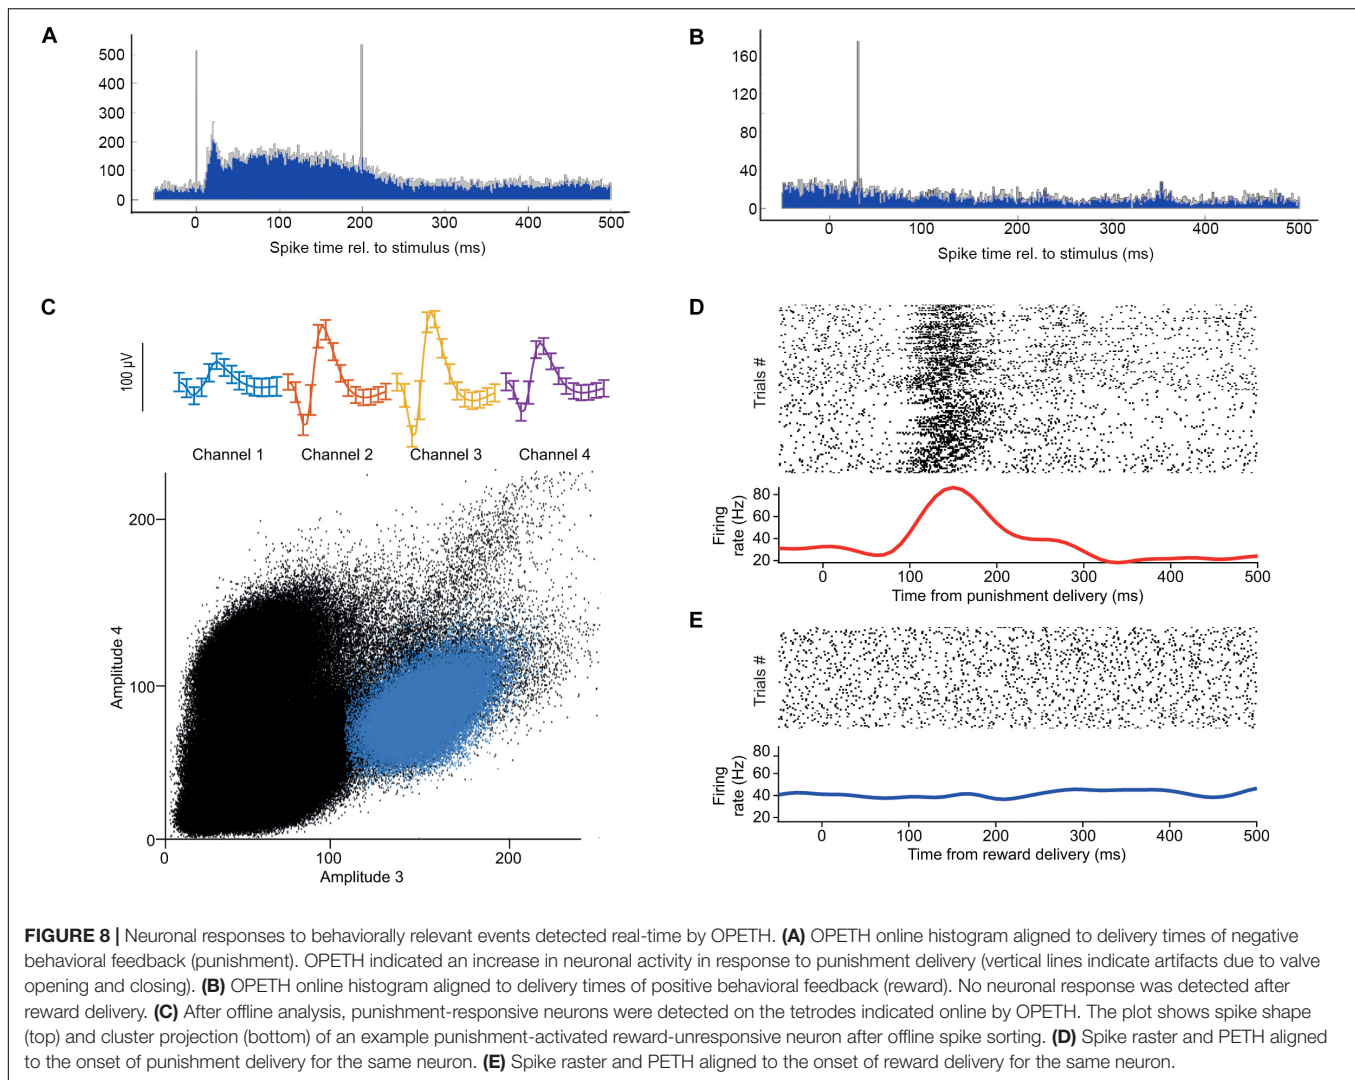 A
500
400
300
200
100
0
0
100
200
300
400
500
Spike time rel. to stimulus (ms)
B
160
120
80
40
0
0
100
200
300
400
500
Spike time rel. to stimulus (ms)
C
100 µV
Channel 1
Channel 2
Channel 3
Channel 4
200
100
0
Amplitude 4
0
100
200
Amplitude 3
D
Trials #
Firing
rate (Hz)
80
60
40
20
0
100
200
300
400
500
Time from punishment delivery (ms)
E
Trials #
Firing
rate (Hz)
80
60
40
20
0
100
200
300
400
500
Time from reward delivery (ms)
FIGURE 8 | Neuronal responses to behaviorally relevant events detected real-time by OPETH. (A) OPETH online histogram aligned to delivery times of negative
behavioral feedback (punishment). OPETH indicated an increase in neuronal activity in response to punishment delivery (vertical lines indicate artifacts due to valve
opening and closing). (B) OPETH online histogram aligned to delivery times of positive behavioral feedback (reward). No neuronal response was detected after
reward delivery. (C) After offline analysis, punishment-responsive neurons were detected on the tetrodes indicated online by OPETH. The plot shows spike shape
(top) and cluster projection (bottom) of an example punishment-activated reward-unresponsive neuron after offline spike sorting. (D) Spike raster and PETH aligned
to the onset of punishment delivery for the same neuron. (E) Spike raster and PETH aligned to the onset of reward delivery for the same neuron.